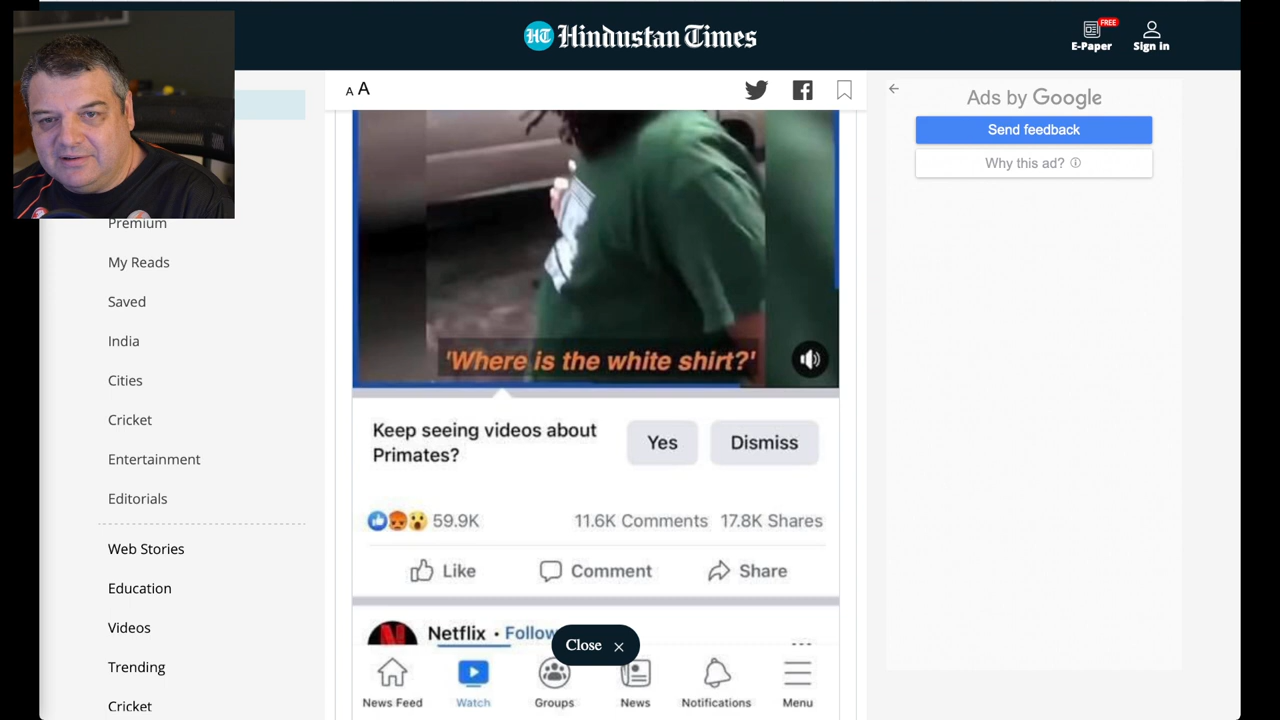 HT Hindustan Times
FREE
E-Paper
Sign in
A A
Premium
My Reads
Saved
India
Cities
Cricket
Entertainment
Editorials
Web Stories
Education
Videos
Trending
Cricket
'Where is the white shirt?'
Keep seeing videos about
Primates?
Yes
Dismiss
59.9K
11.6K Comments 17.8K Shares
Like
Comment
Share
N
Netflix · Follow
Close ×
News Feed
Watch
Groups
News
Notifications
Menu
Ads by Google
Send feedback
Why this ad?